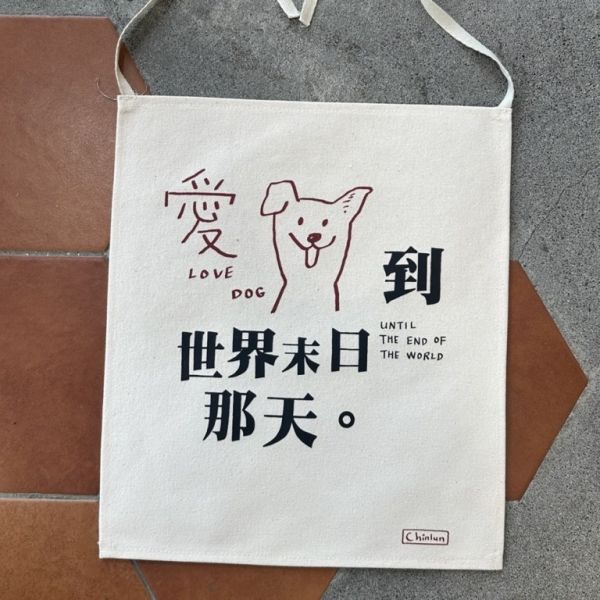 愛
LOVE
DOG
到
UNTIL
THE END OF
THE WORLD
世界末日
那天。
Chinlun